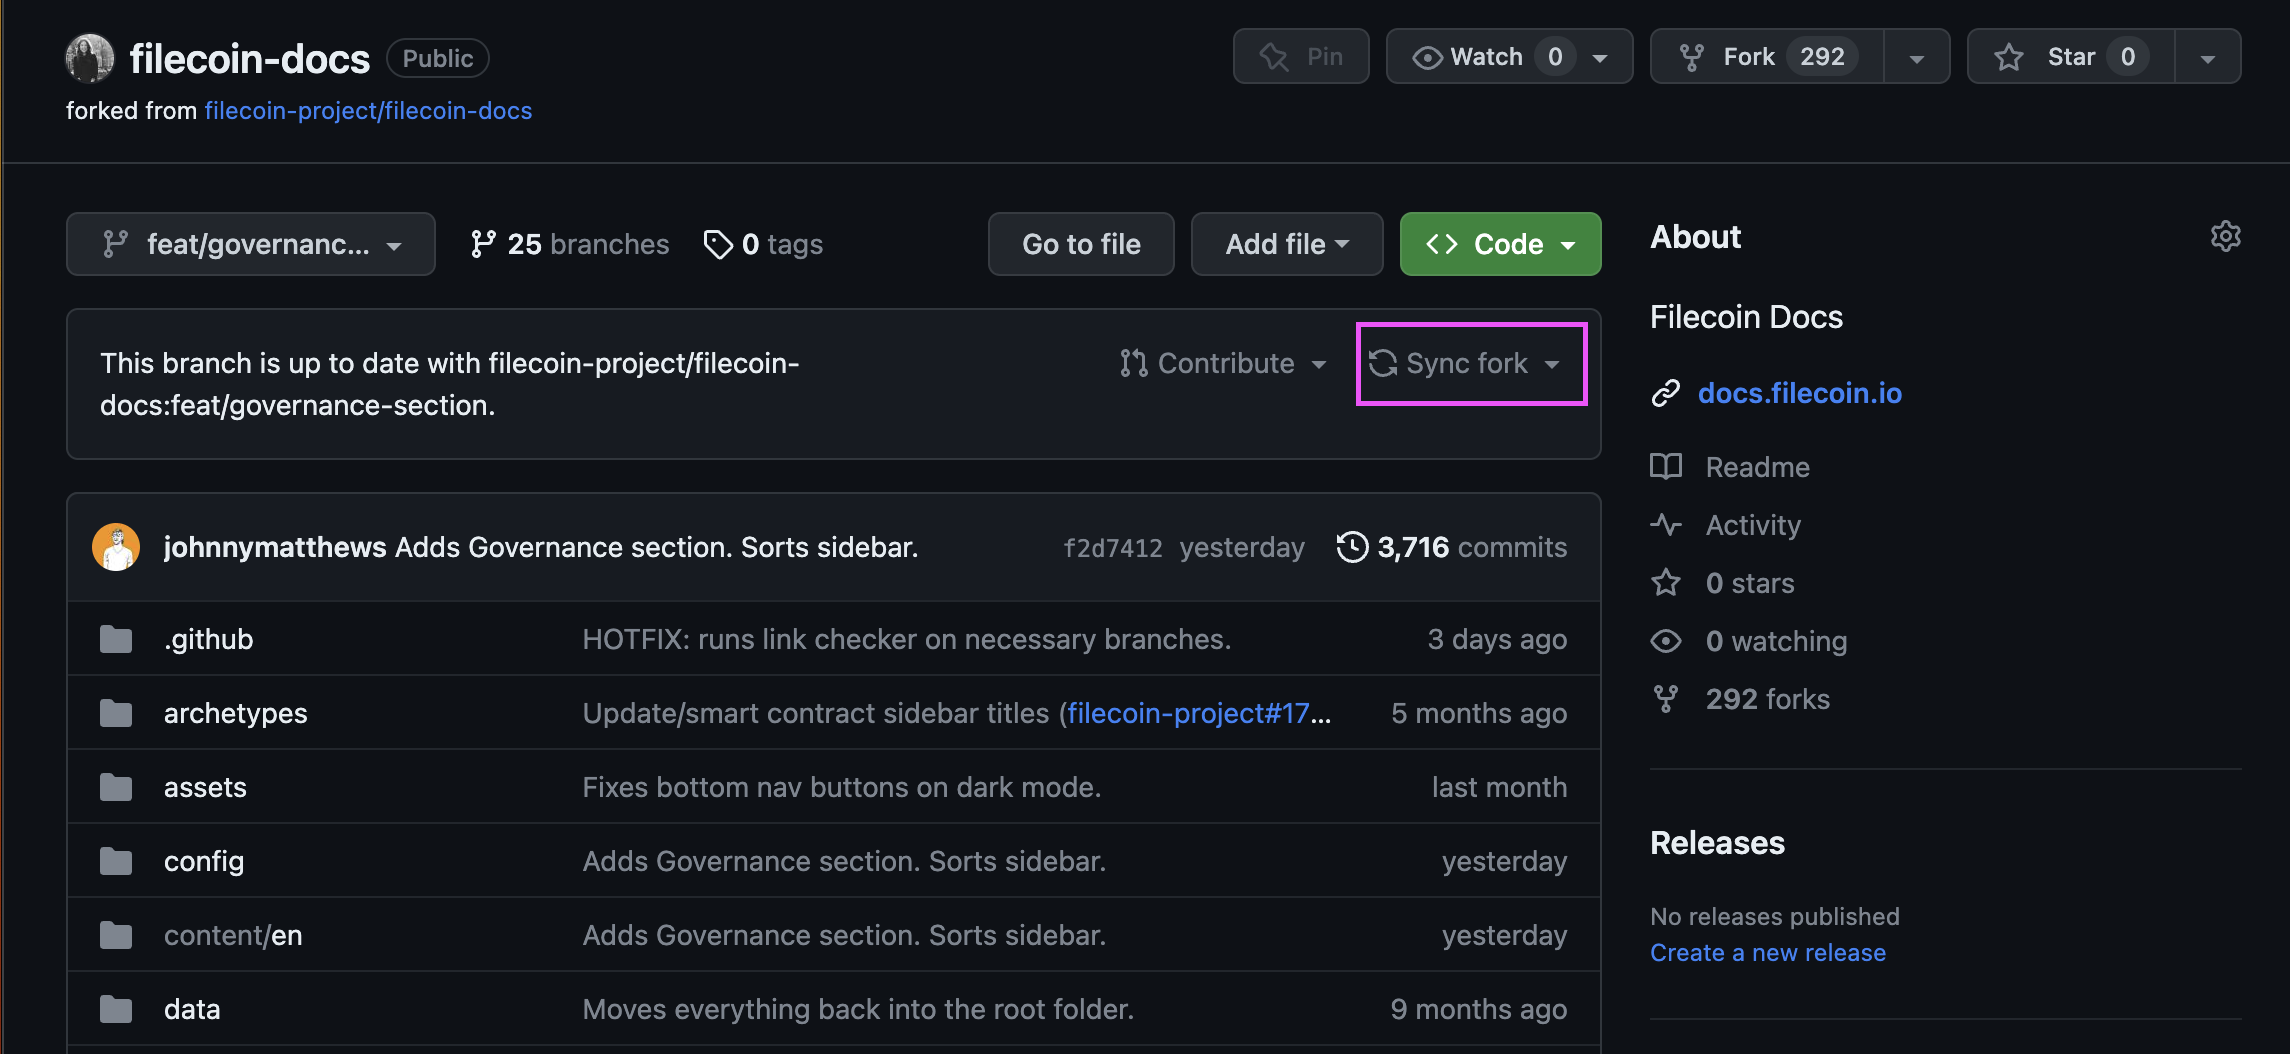 filecoin-docs Public
Pin Watch 0 Fork 292 Star 0
forked from filecoin-project/filecoin-docs
feat/governanc... 25 branches 0 tags Go to file Add file Code
This branch is up to date with filecoin-project/filecoin-
docs:feat/governance-section.
Contribute Sync fork
johnnymatthews Adds Governance section. Sorts sidebar. f2d7412 yesterday 3,716 commits
.github HOTFIX: runs link checker on necessary branches. 3 days ago
archetypes Update/smart contract sidebar titles (filecoin-project#17... 5 months ago
assets Fixes bottom nav buttons on dark mode. last month
config Adds Governance section. Sorts sidebar. yesterday
content/en Adds Governance section. Sorts sidebar. yesterday
data Moves everything back into the root folder. 9 months ago
About
Filecoin Docs
docs.filecoin.io
Readme
Activity
0 stars
0 watching
292 forks
Releases
No releases published
Create a new release